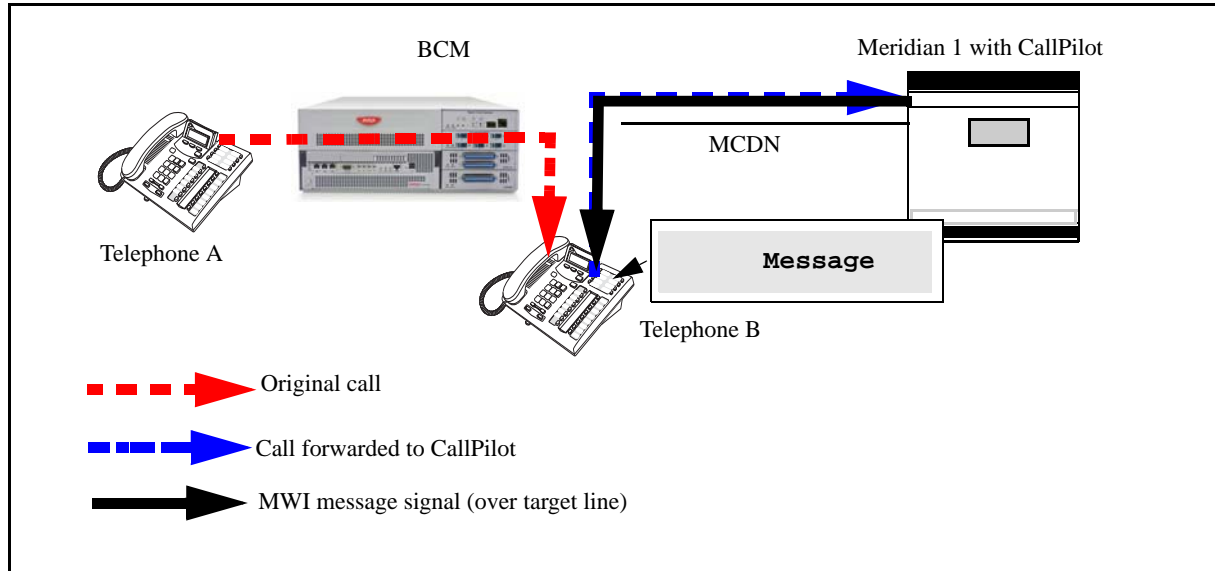 BCM
Meridian 1 with CallPilot
MCDN
Telephone A
Message
Telephone B
Original call
Call forwarded to CallPilot
MWI message signal (over target line)